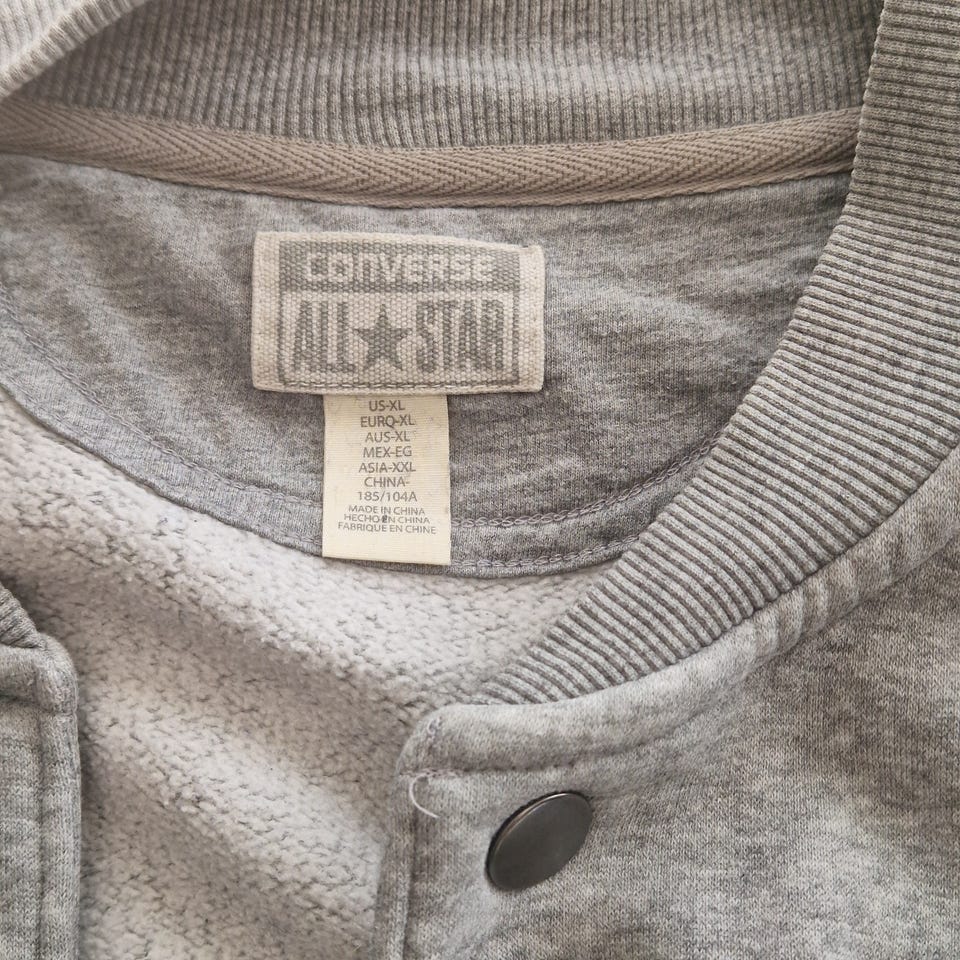 CONVERSE
ALL★STAR
US-XL
EURO-XL
AUS-XL
MEX-EG
ASIA-XXL
CHINA-
185/104A
MADE IN CHINA
HECHO EN CHINA
FABRIQUE EN CHINE